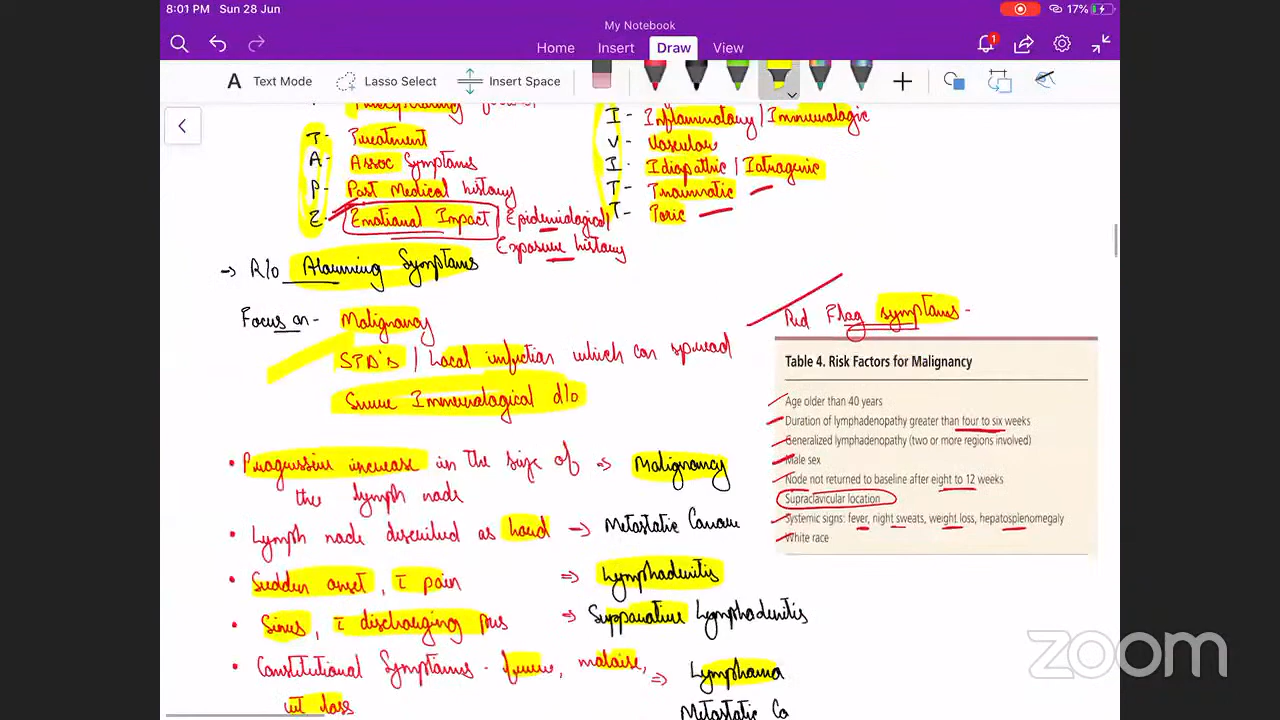 8:01 PM Sun 28 Jun
17%
My Notebook
Home Insert Draw View
1
A Text Mode Lasso Select Insert Space
T- Treatment
A- Assoc Symptoms
P- Past Medical history
E- Emotional Impact | Epidemiological /
Exposure history
I- Inflammatory | Immunologic
V- Vascular
I- Idiopathic | Iatrogenic
T- Traumatic
T- Toxic
→ R/o Alarming Symptoms
Focus on - Malignancy
STD's | Local infection which can spread
Severe Immunological d/o
Red Flag symptoms -
Table 4. Risk Factors for Malignancy
Age older than 40 years
Duration of lymphadenopathy greater than four to six weeks
Generalized lymphadenopathy (two or more regions involved)
Male sex
Node not returned to baseline after eight to 12 weeks
Supraclavicular location
Systemic signs: fever, night sweats, weight loss, hepatosplenomegaly
White race
• Progressive increase in the size of ⇒ Malignancy
the lymph node
• Lymph node described as hard ⇒ Metastatic Cancer
• Sudden onset, c̄ pain ⇒ Lymphadenitis
• Sinus, c̄ discharging pus ⇒ Suppurative Lymphadenitis
• Constitutional Symptoms - fever, malaise, ⇒ Lymphoma
wt loss Metastatic Ca
zoom